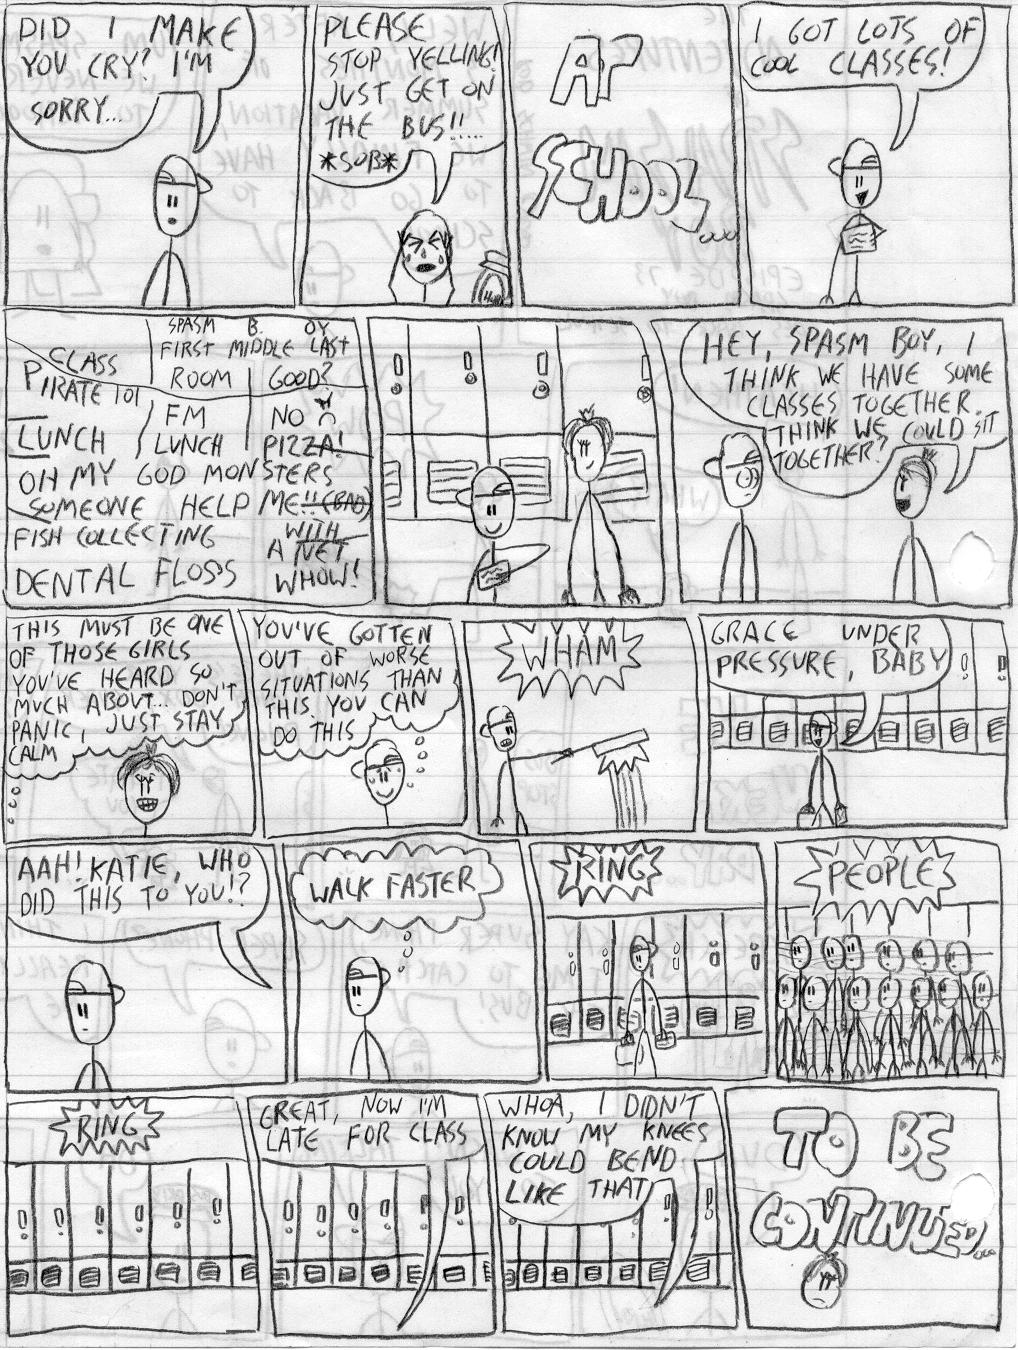 DID I MAKE
YOU CRY? I'M
SORRY...
PLEASE
STOP YELLING!
JUST GET ON
THE BUS!!....
*SOB*
AT
SCHOOL...
I GOT LOTS OF
COOL CLASSES!
SPASM B. OY
FIRST MIDDLE LAST
CLASS ROOM GOOD?
PIRATE 101 FM NO
LUNCH LUNCH PIZZA!
OH MY GOD MONSTERS
SOMEONE HELP ME!! (BAD)
FISH COLLECTING WITH
A NET
DENTAL FLOSS WHOW!
HEY, SPASM BOY, I
THINK WE HAVE SOME
CLASSES TOGETHER.
THINK WE COULD SIT
TOGETHER?
THIS MUST BE ONE
OF THOSE GIRLS
YOU'VE HEARD SO
MUCH ABOUT... DON'T
PANIC, JUST STAY
CALM
YOU'VE GOTTEN
OUT OF WORSE
SITUATIONS THAN
THIS YOU CAN
DO THIS
WHAM
GRACE UNDER
PRESSURE, BABY
AAH! KATIE, WHO
DID THIS TO YOU!?
WALK FASTER
RING
PEOPLE
RING
GREAT, NOW I'M
LATE FOR CLASS
WHOA, I DIDN'T
KNOW MY KNEES
COULD BEND
LIKE THAT
TO BE
CONTINUED...